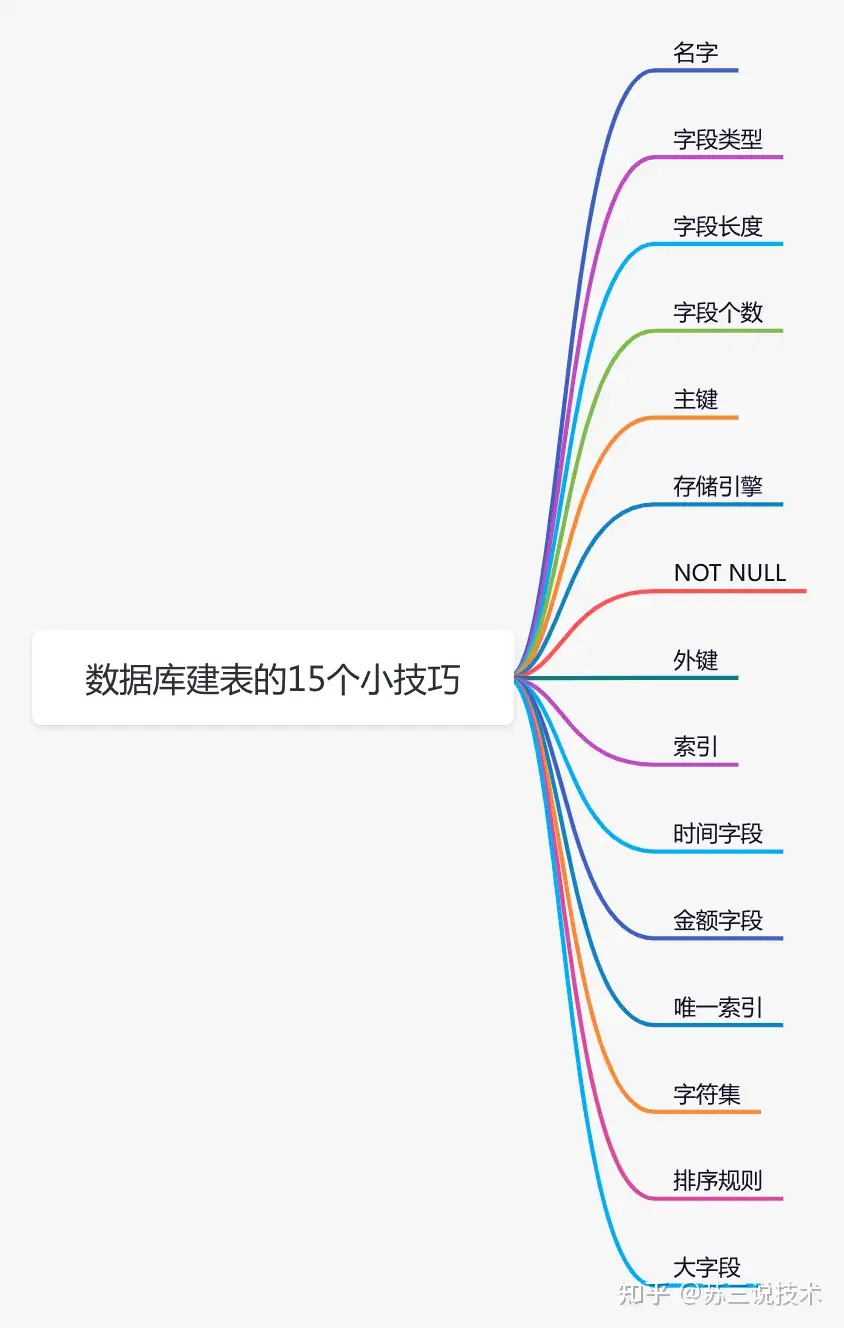 名字
字段类型
字段长度
字段个数
主键
存储引擎
NOT NULL
数据库建表的15个小技巧
外键
索引
时间字段
金额字段
唯一索引
字符集
排序规则
大字段
知乎 @苏三说技术